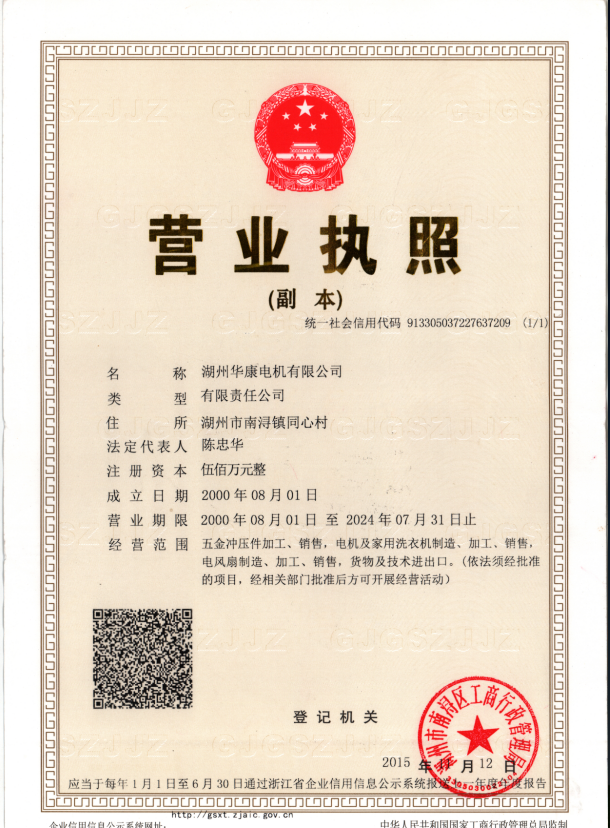 营业执照
(副 本)
统一社会信用代码 913305037227637209 (1/1)
名称 湖州华康电机有限公司
类型 有限责任公司
住所 湖州市南浔镇同心村
法定代表人 陈忠华
注册资本 伍佰万元整
成立日期 2000年08月01日
营业期限 2000年08月01日 至 2024年07月31日止
经营范围 五金冲压件加工、销售，电机及家用洗衣机制造、加工、销售，
电风扇制造、加工、销售，货物及技术进出口。(依法须经批准
的项目，经相关部门批准后方可开展经营活动)
登记机关
湖州市南浔区工商行政管理局
2015 年 11 月 12 日
应当于每年1月1日至6月30日通过浙江省企业信用信息公示系统报送上一年度年度报告
http://gsxt.zjaic.gov.cn
企业信用信息公示系统网址:
中华人民共和国国家工商行政管理总局监制